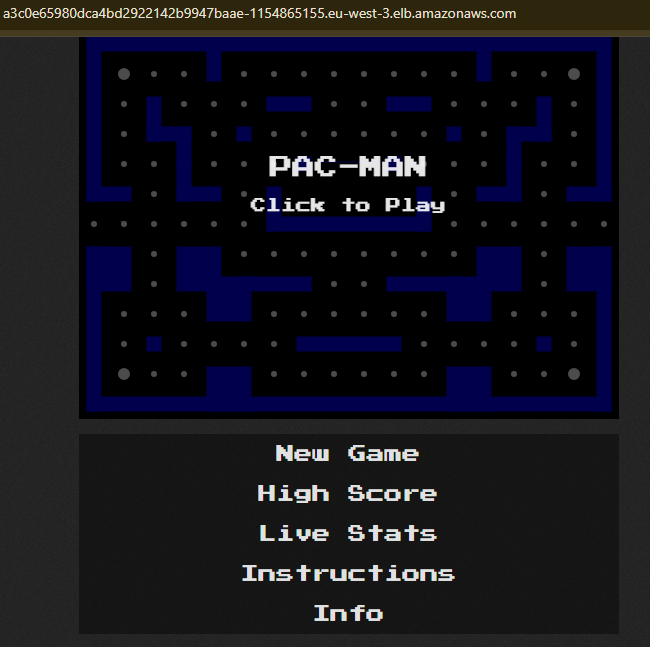 a3c0e65980dca4bd2922142b9947baae-1154865155.eu-west-3.elb.amazonaws.com
PAC-MAN
Click to Play
New Game
High Score
Live Stats
Instructions
Info